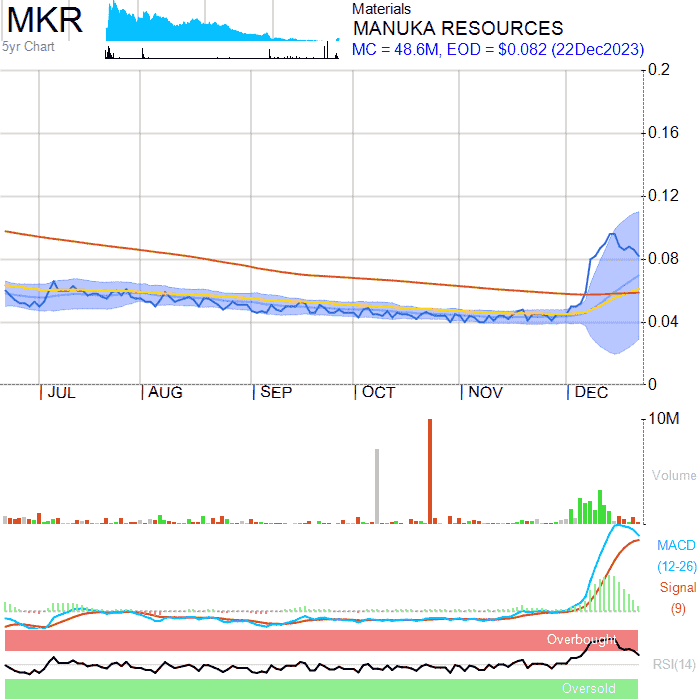 MKR
5yr Chart
Materials
MANUKA RESOURCES
MC = 48.6M, EOD = $0.082 (22Dec2023)
0.2
0.16
0.12
0.08
0.04
0
JUL
AUG
SEP
OCT
NOV
DEC
10M
Volume
MACD
(12-26)
Signal
(9)
Overbought
RSI(14)
Oversold